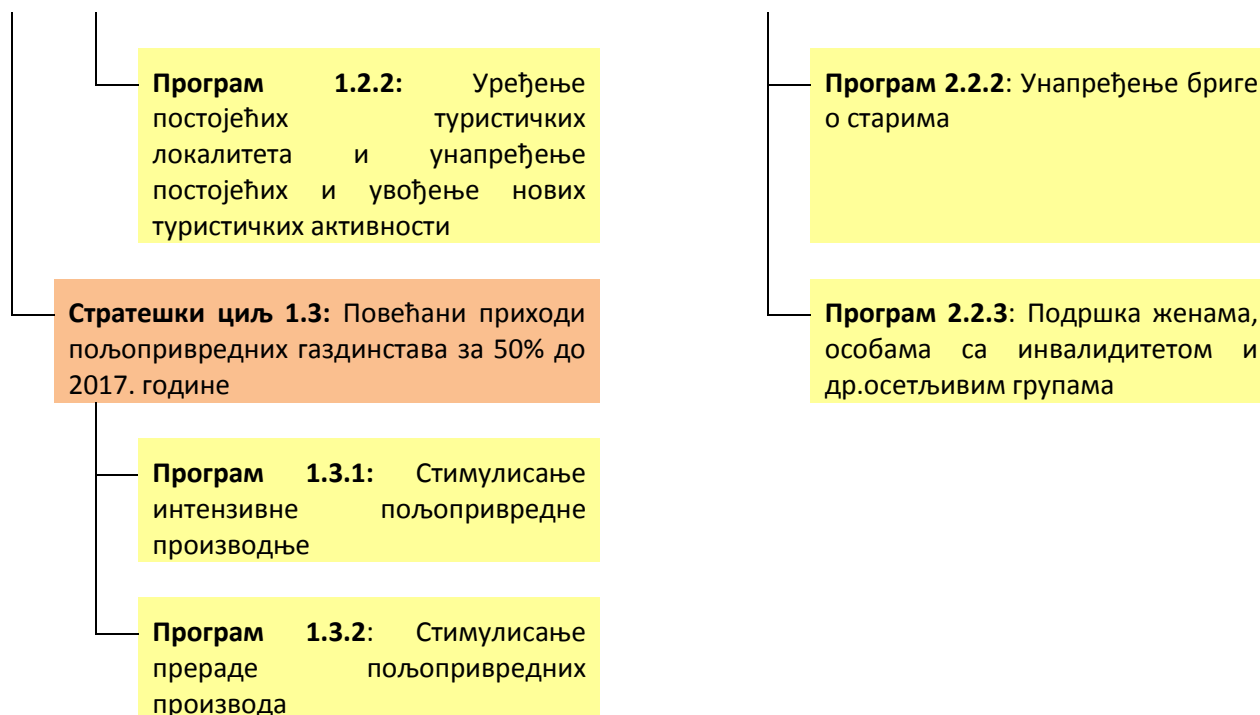 Програм 1.2.2: Уређење
постојећих туристичких
локалитета и унапређење
постојећих и увођење нових
туристичких активности
Стратешки циљ 1.3: Повећани приходи
пољопривредних газдинстава за 50% до
2017. године
Програм 1.3.1: Стимулисање
интензивне пољопривредне
производње
Програм 1.3.2: Стимулисање
прераде пољопривредних
производа
Програм 2.2.2: Унапређење бриге
о старима
Програм 2.2.3: Подршка женама,
особама са инвалидитетом и
др.осетљивим групама